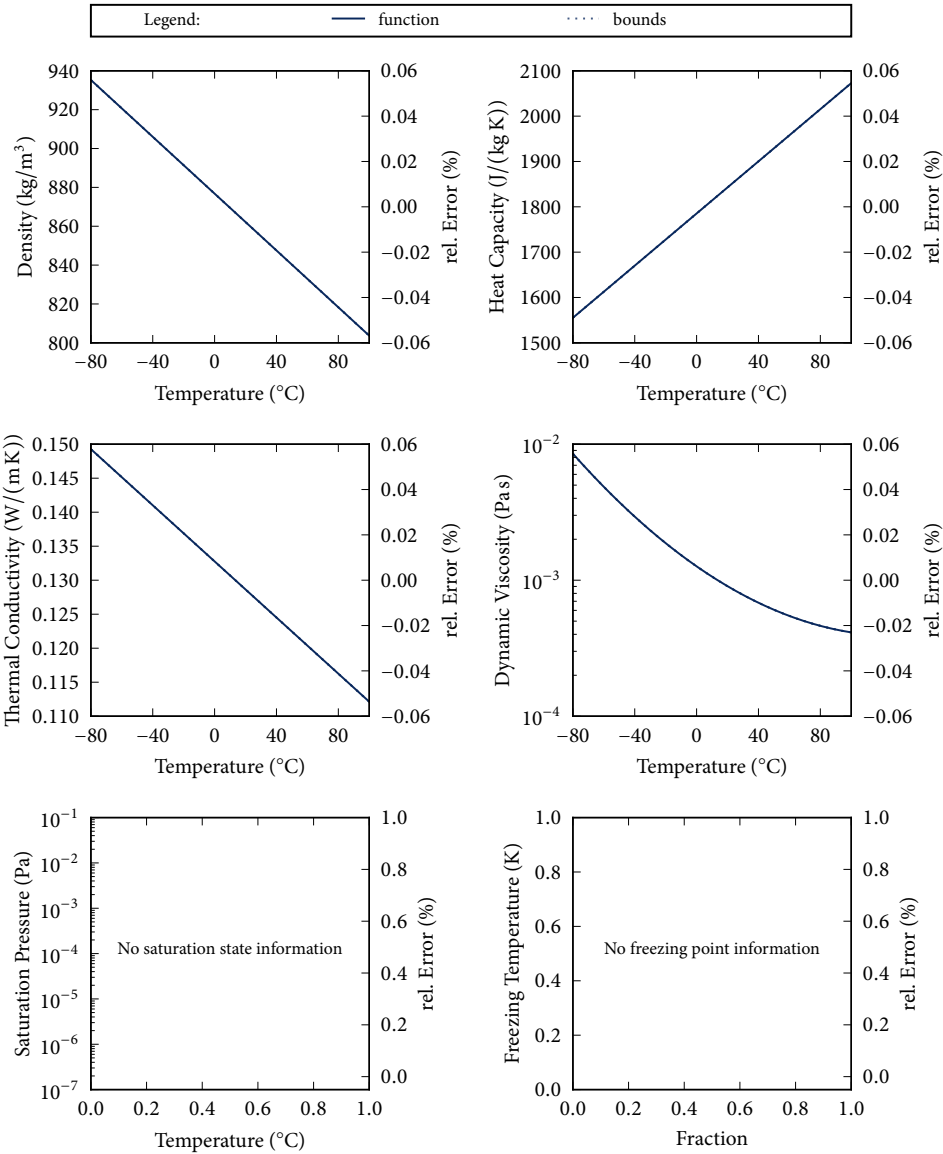 Legend: function bounds
940
920
900
880
860
840
820
800
Density (kg/m³)
0.06
0.04
0.02
0.00
−0.02
−0.04
−0.06
rel. Error (%)
−80 −40 0 40 80
Temperature (°C)
2100
2000
1900
1800
1700
1600
1500
Heat Capacity (J/(kg K))
0.06
0.04
0.02
0.00
−0.02
−0.04
−0.06
rel. Error (%)
−80 −40 0 40 80
Temperature (°C)
0.150
0.145
0.140
0.135
0.130
0.125
0.120
0.115
0.110
Thermal Conductivity (W/(m K))
0.06
0.04
0.02
0.00
−0.02
−0.04
−0.06
rel. Error (%)
−80 −40 0 40 80
Temperature (°C)
10⁻²
10⁻³
10⁻⁴
Dynamic Viscosity (Pa s)
0.06
0.04
0.02
0.00
−0.02
−0.04
−0.06
rel. Error (%)
−80 −40 0 40 80
Temperature (°C)
10⁻¹
10⁻²
10⁻³
10⁻⁴
10⁻⁵
10⁻⁶
10⁻⁷
Saturation Pressure (Pa)
No saturation state information
1.0
0.8
0.6
0.4
0.2
0.0
rel. Error (%)
0.0 0.2 0.4 0.6 0.8 1.0
Temperature (°C)
1.0
0.8
0.6
0.4
0.2
0.0
Freezing Temperature (K)
No freezing point information
1.0
0.8
0.6
0.4
0.2
0.0
rel. Error (%)
0.0 0.2 0.4 0.6 0.8 1.0
Fraction